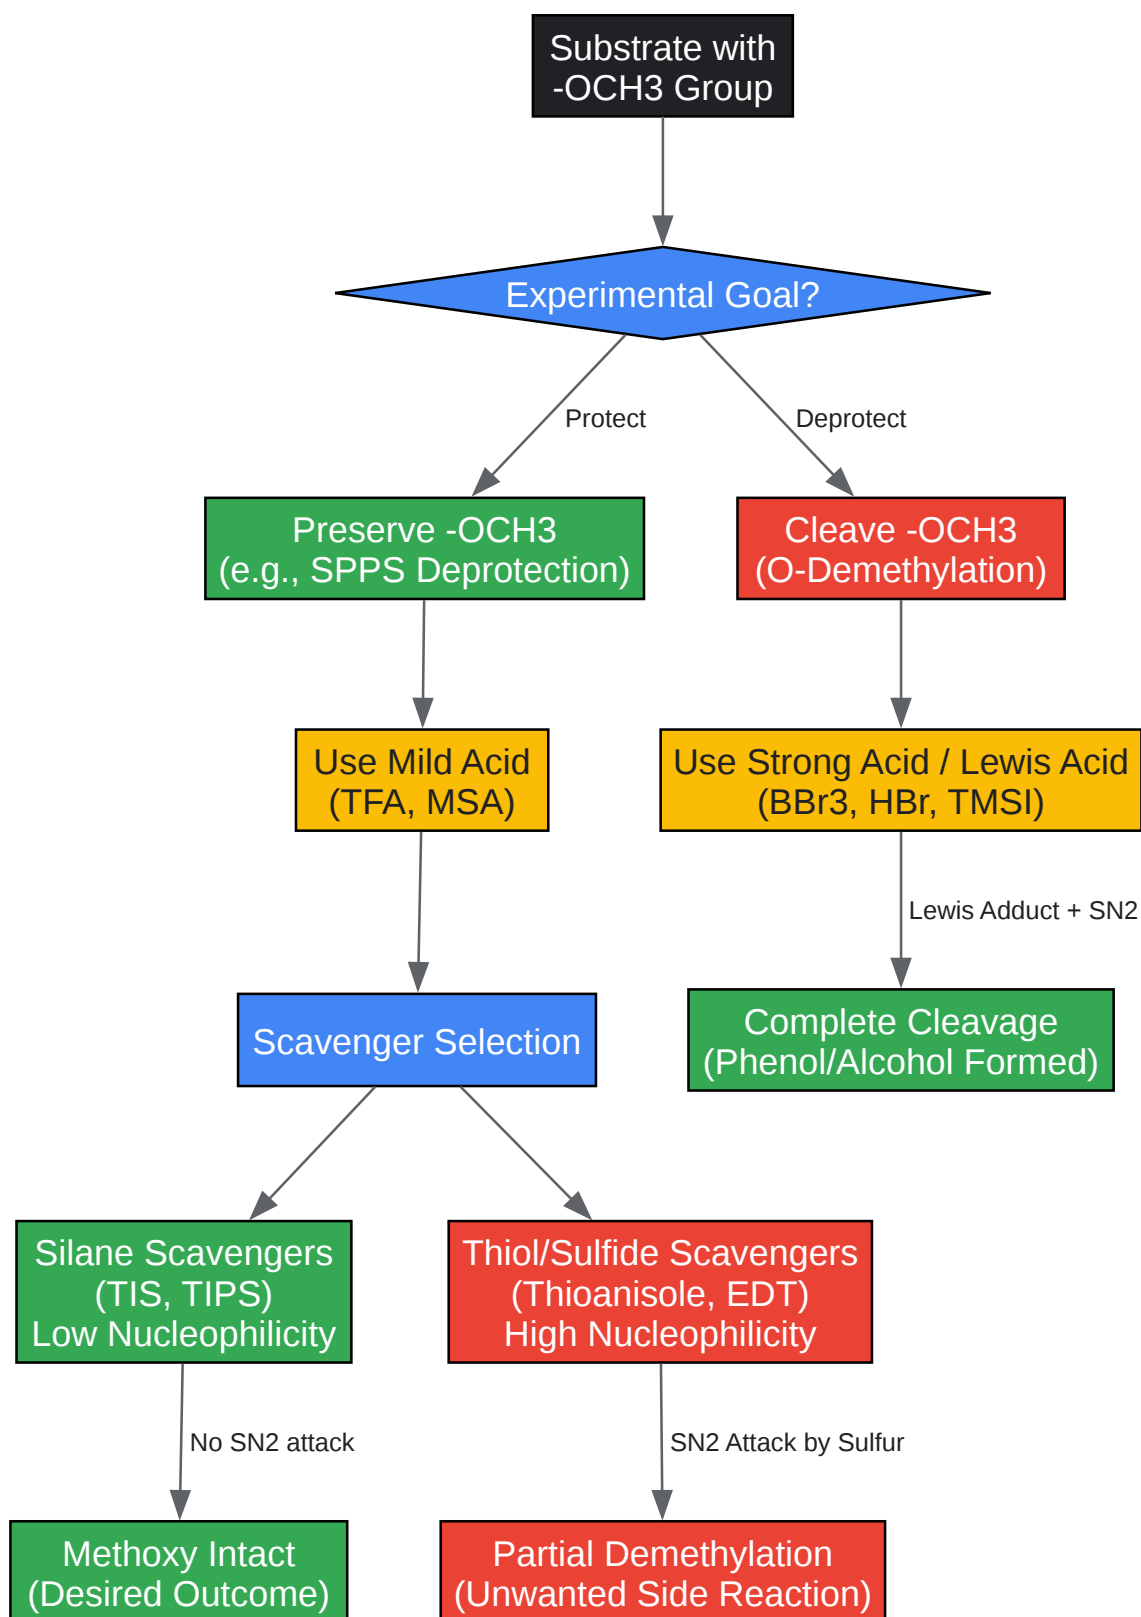 Substrate with
-OCH3 Group
Experimental Goal?
Protect
Deprotect
Preserve -OCH3
(e.g., SPPS Deprotection)
Cleave -OCH3
(O-Demethylation)
Use Mild Acid
(TFA, MSA)
Use Strong Acid / Lewis Acid
(BBr3, HBr, TMSI)
Lewis Adduct + SN2
Scavenger Selection
Complete Cleavage
(Phenol/Alcohol Formed)
Silane Scavengers
(TIS, TIPS)
Low Nucleophilicity
Thiol/Sulfide Scavengers
(Thioanisole, EDT)
High Nucleophilicity
No SN2 attack
SN2 Attack by Sulfur
Methoxy Intact
(Desired Outcome)
Partial Demethylation
(Unwanted Side Reaction)